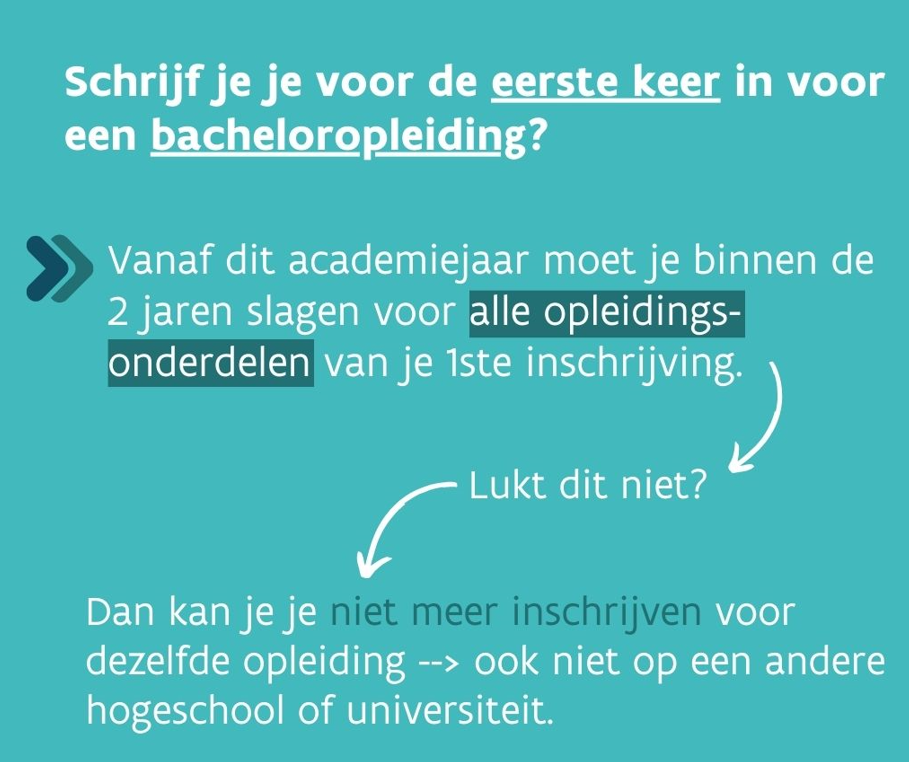 Schrijf je je voor de eerste keer in voor
een bacheloropleiding?
Vanaf dit academiejaar moet je binnen de
2 jaren slagen voor alle opleidings-
onderdelen van je 1ste inschrijving.
Lukt dit niet?
Dan kan je je niet meer inschrijven voor
dezelfde opleiding --> ook niet op een andere
hogeschool of universiteit.